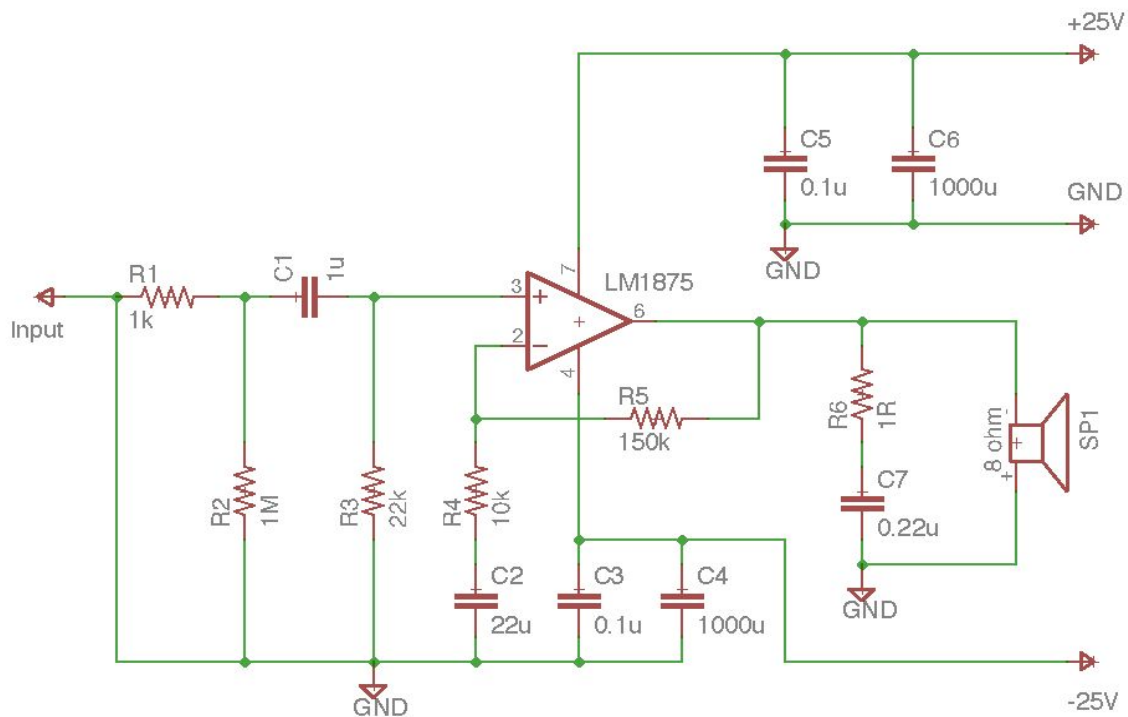 +25V
C5
0.1u
C6
1000u
GND
GND
R1
1k
C1
1u
Input
3
+
7
LM1875
2
−
+
6
4
R5
150k
R2
1M
R3
22k
R4
10k
R6
1R
8 ohm
-
+
+
SP1
C7
0.22u
GND
C2
22u
C3
0.1u
C4
1000u
GND
-25V